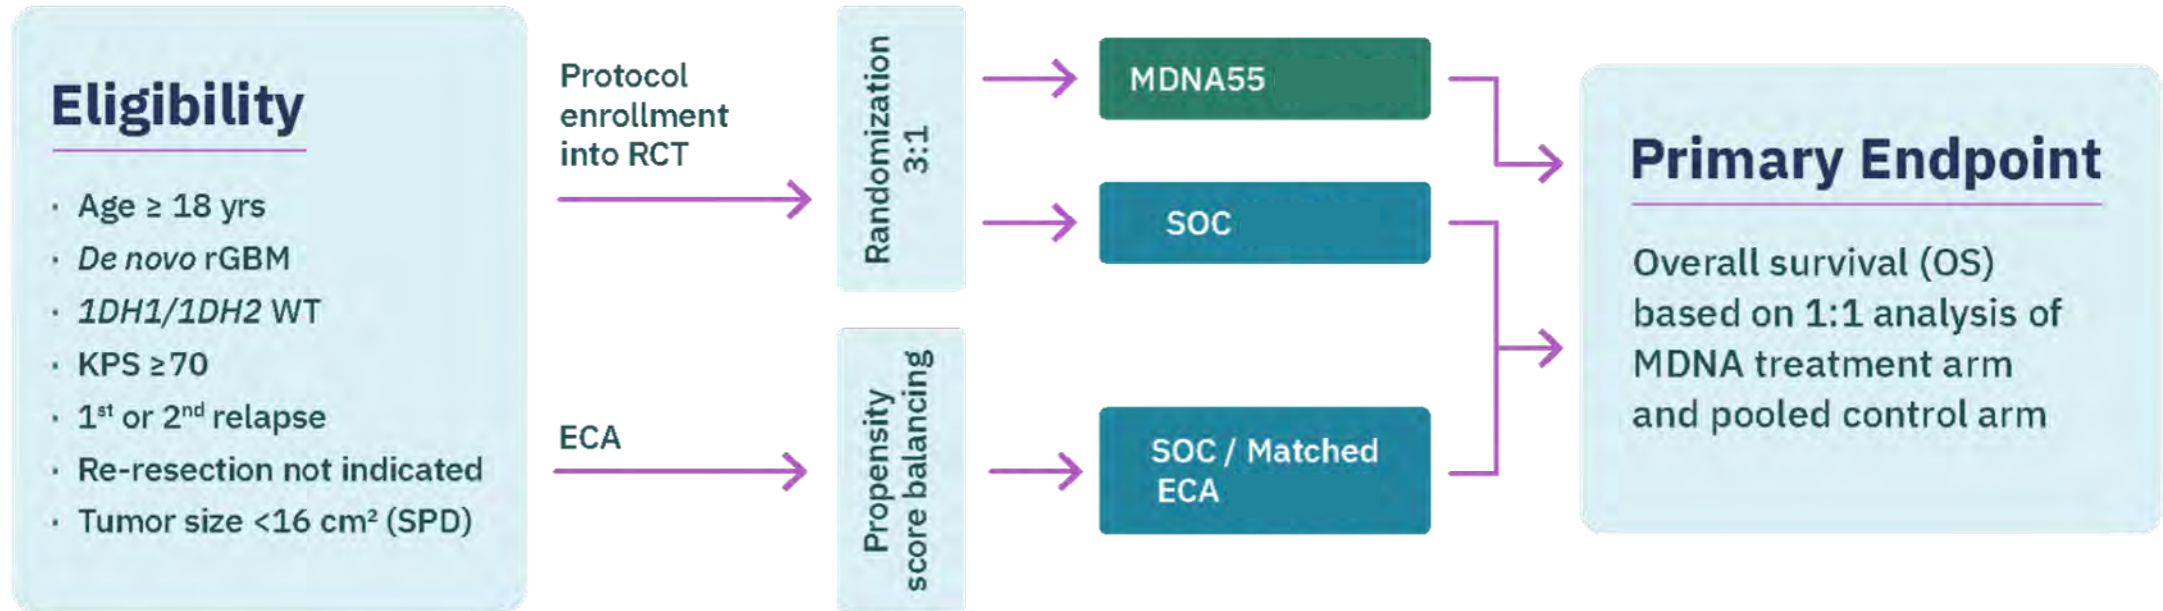 Eligibility
· Age ≥ 18 yrs
· De novo rGBM
· 1DH1/1DH2 WT
· KPS ≥70
· 1st or 2nd relapse
· Re-resection not indicated
· Tumor size <16 cm² (SPD)
Protocol
enrollment
into RCT
ECA
Randomization
3:1
Propensity
score balancing
MDNA55
SOC
SOC / Matched
ECA
Primary Endpoint
Overall survival (OS)
based on 1:1 analysis of
MDNA treatment arm
and pooled control arm